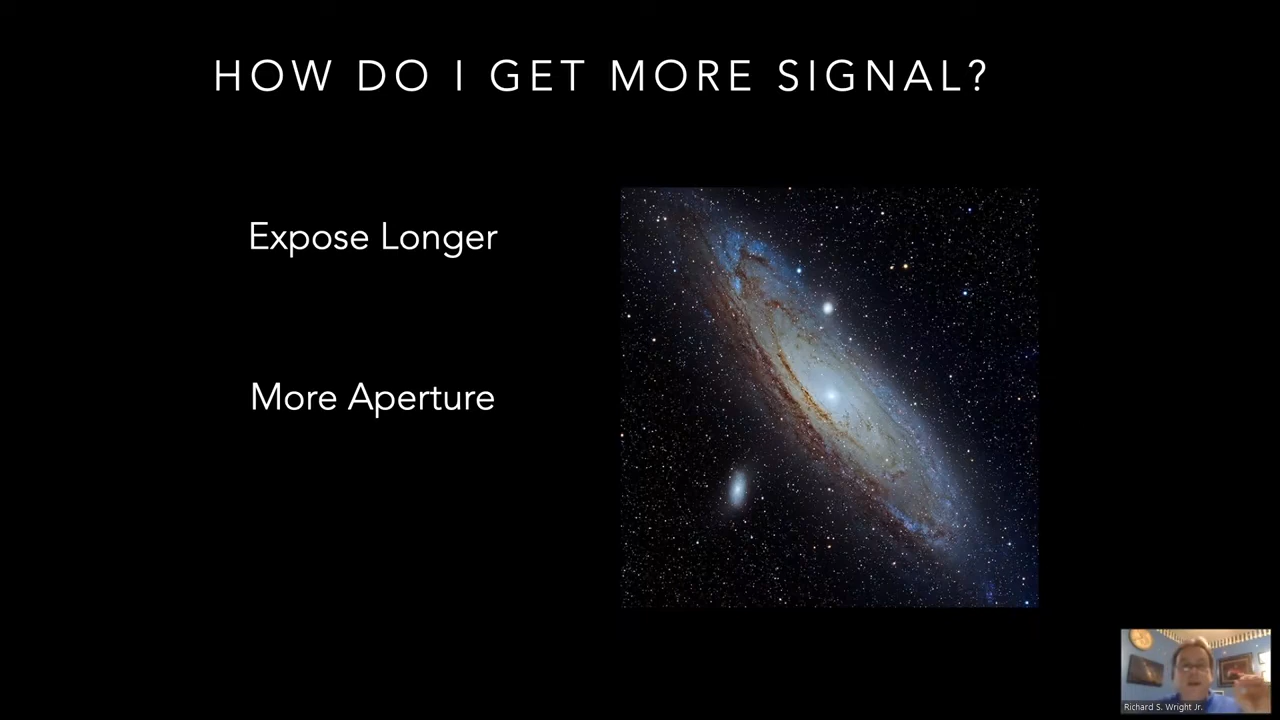 HOW DO I GET MORE SIGNAL?
Expose Longer
More Aperture
Richard S. Wright Jr.